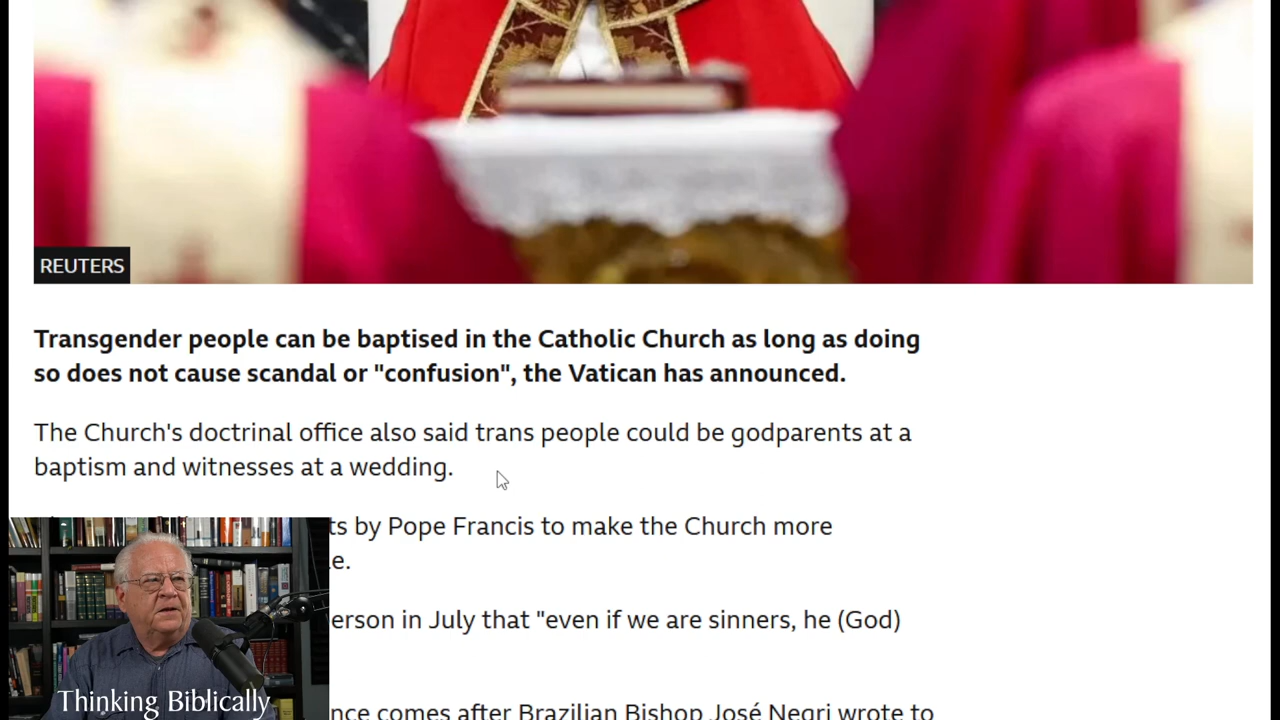 REUTERS
Transgender people can be baptised in the Catholic Church as long as doing
so does not cause scandal or "confusion", the Vatican has announced.
The Church's doctrinal office also said trans people could be godparents at a
baptism and witnesses at a wedding.
by Pope Francis to make the Church more
erson in July that "even if we are sinners, he (God)
nce comes after Brazilian Bishop José Negri wrote to
Thinking Biblically